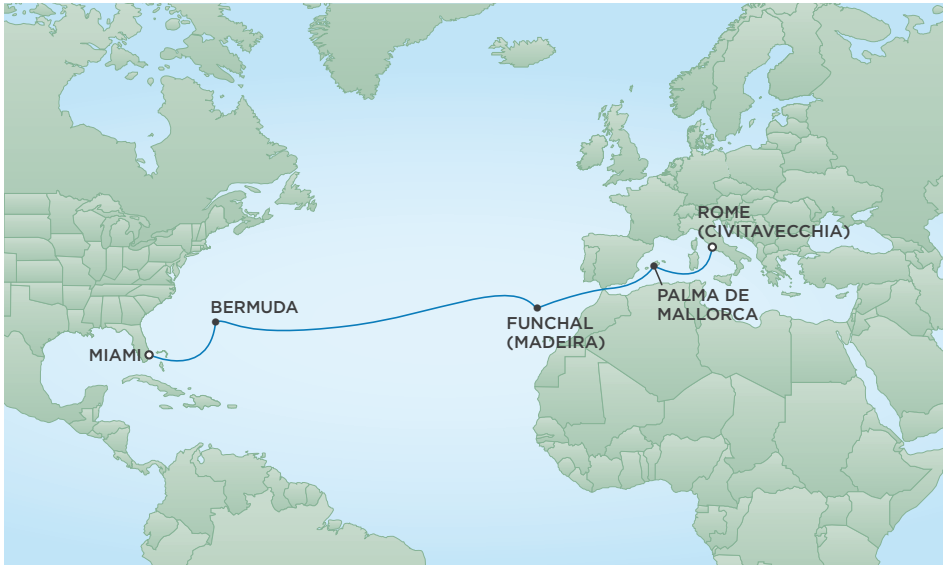 ROME
(CIVITAVECCHIA)
PALMA DE
MALLORCA
BERMUDA
FUNCHAL
(MADEIRA)
MIAMI